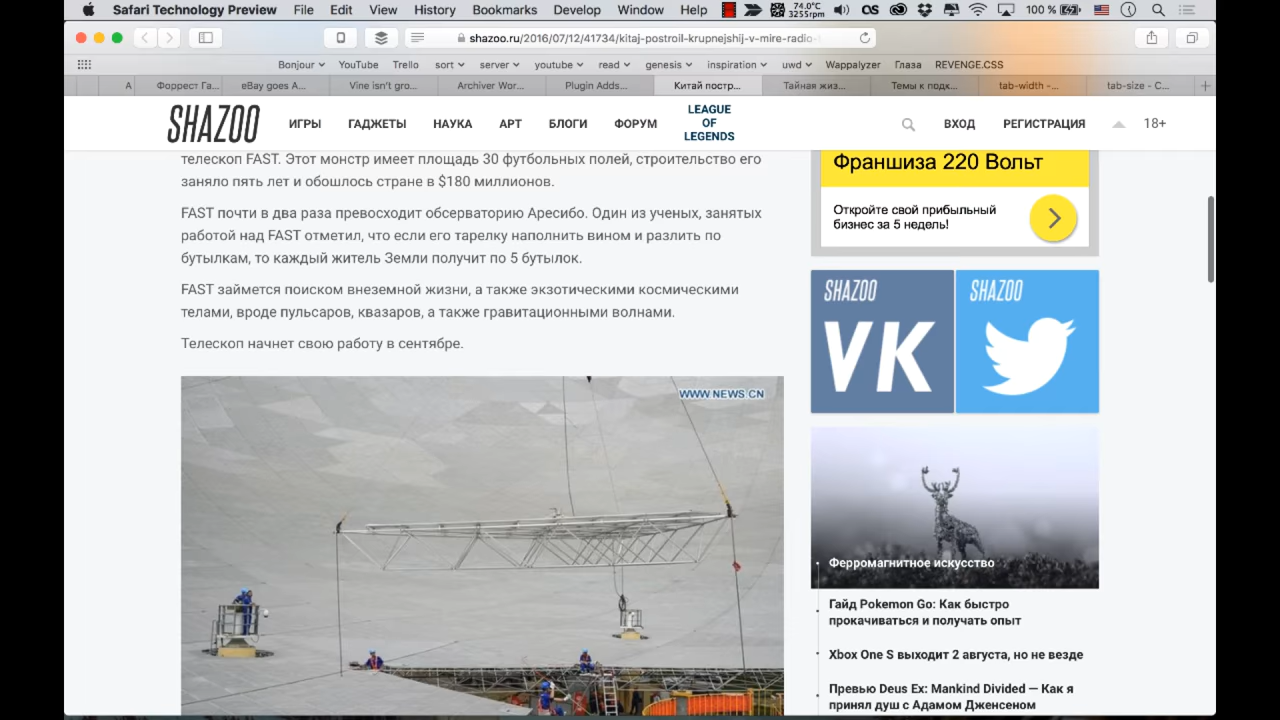 Safari Technology Preview File Edit View History Bookmarks Develop Window Help 74.0°C 3255rpm 100 %
shazoo.ru/2016/07/12/41734/kitaj-postroil-krupnejshij-v-mire-radio-
Bonjour YouTube Trello sort server youtube read genesis inspiration uwd Wappalyzer Глаза REVENGE.CSS
А Форрест Га... eBay goes A... Vine isn't gro... Archiver Wor... Plugin Adds... Китай постр... Тайная жиз... Темы к подк... tab-width -... tab-size - C...
SHAZOO ИГРЫ ГАДЖЕТЫ НАУКА АРТ БЛОГИ ФОРУМ LEAGUE OF LEGENDS ВХОД РЕГИСТРАЦИЯ 18+
телескоп FAST. Этот монстр имеет площадь 30 футбольных полей, строительство его
заняло пять лет и обошлось стране в $180 миллионов.
FAST почти в два раза превосходит обсерваторию Аресибо. Один из ученых, занятых
работой над FAST отметил, что если его тарелку наполнить вином и разлить по
бутылкам, то каждый житель Земли получит по 5 бутылок.
FAST займется поиском внеземной жизни, а также экзотическими космическими
телами, вроде пульсаров, квазаров, а также гравитационными волнами.
Телескоп начнет свою работу в сентябре.
WWW.NEWS.CN
Франшиза 220 Вольт
Откройте свой прибыльный
бизнес за 5 недель!
SHAZOO
VK
SHAZOO
Ферромагнитное искусство
Гайд Pokemon Go: Как быстро
прокачиваться и получать опыт
Xbox One S выходит 2 августа, но не везде
Превью Deus Ex: Mankind Divided — Как я
принял душ с Адамом Дженсеном